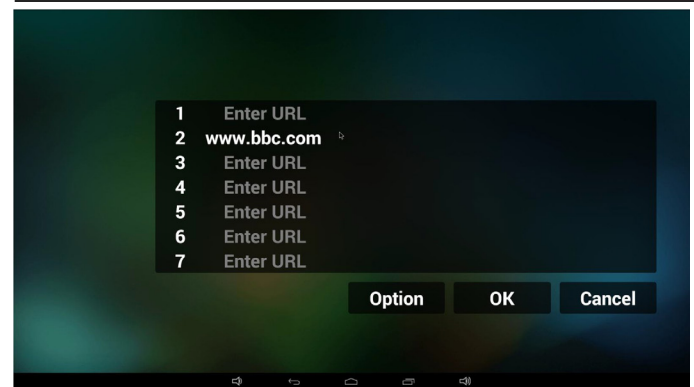 1 Enter URL
2 www.bbc.com
3 Enter URL
4 Enter URL
5 Enter URL
6 Enter URL
7 Enter URL
Option OK Cancel